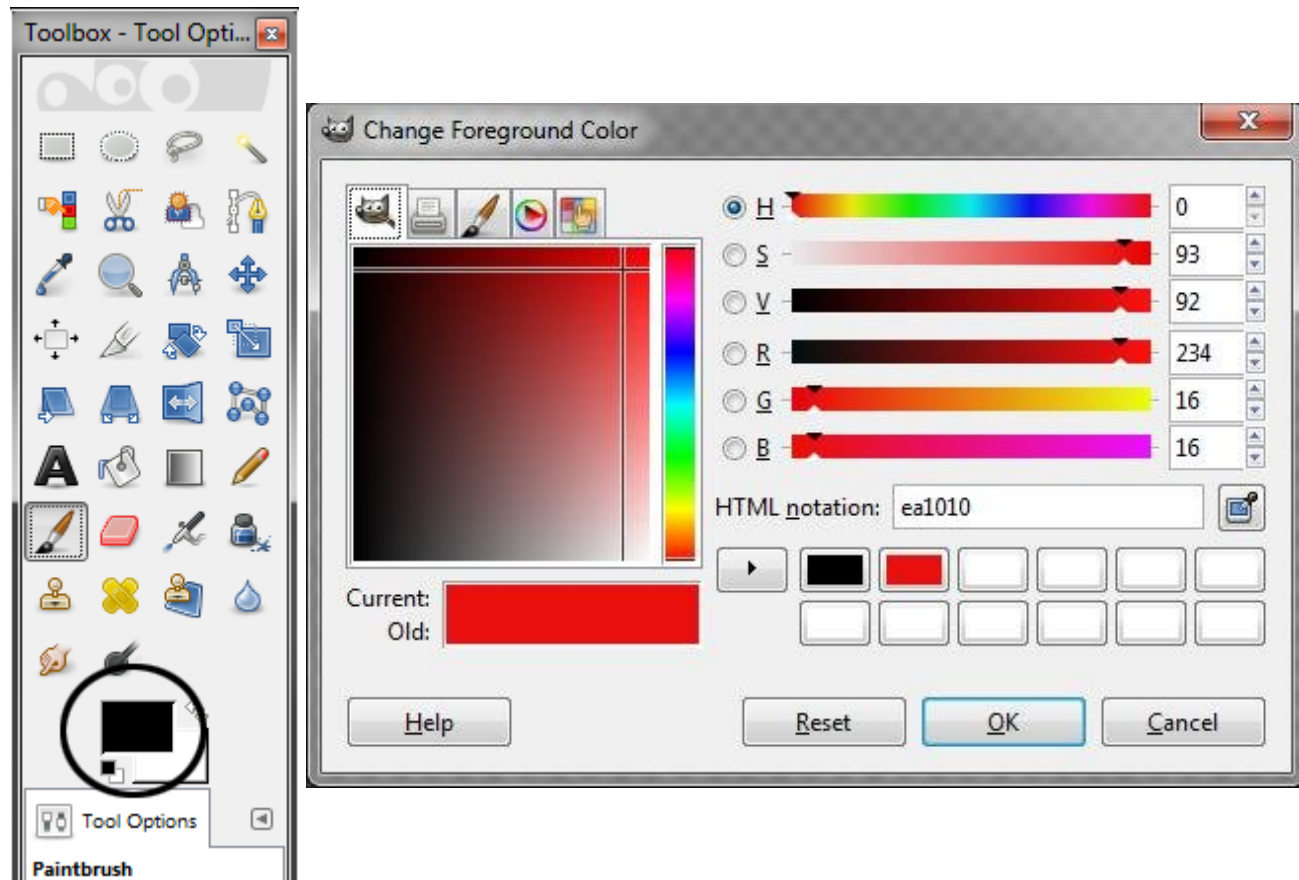 Toolbox - Tool Opti...
Tool Options
Paintbrush
Change Foreground Color
H 0
S 93
V 92
R 234
G 16
B 16
HTML notation: ea1010
Current:
Old:
Help
Reset
OK
Cancel